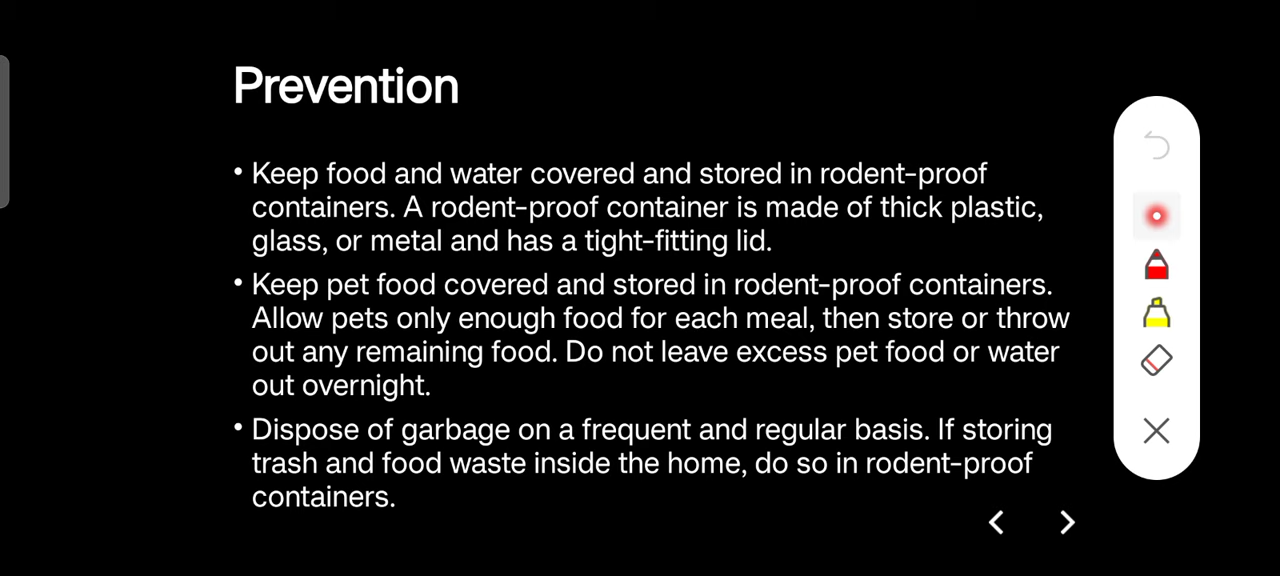 Prevention
• Keep food and water covered and stored in rodent-proof
containers. A rodent-proof container is made of thick plastic,
glass, or metal and has a tight-fitting lid.
• Keep pet food covered and stored in rodent-proof containers.
Allow pets only enough food for each meal, then store or throw
out any remaining food. Do not leave excess pet food or water
out overnight.
• Dispose of garbage on a frequent and regular basis. If storing
trash and food waste inside the home, do so in rodent-proof
containers.